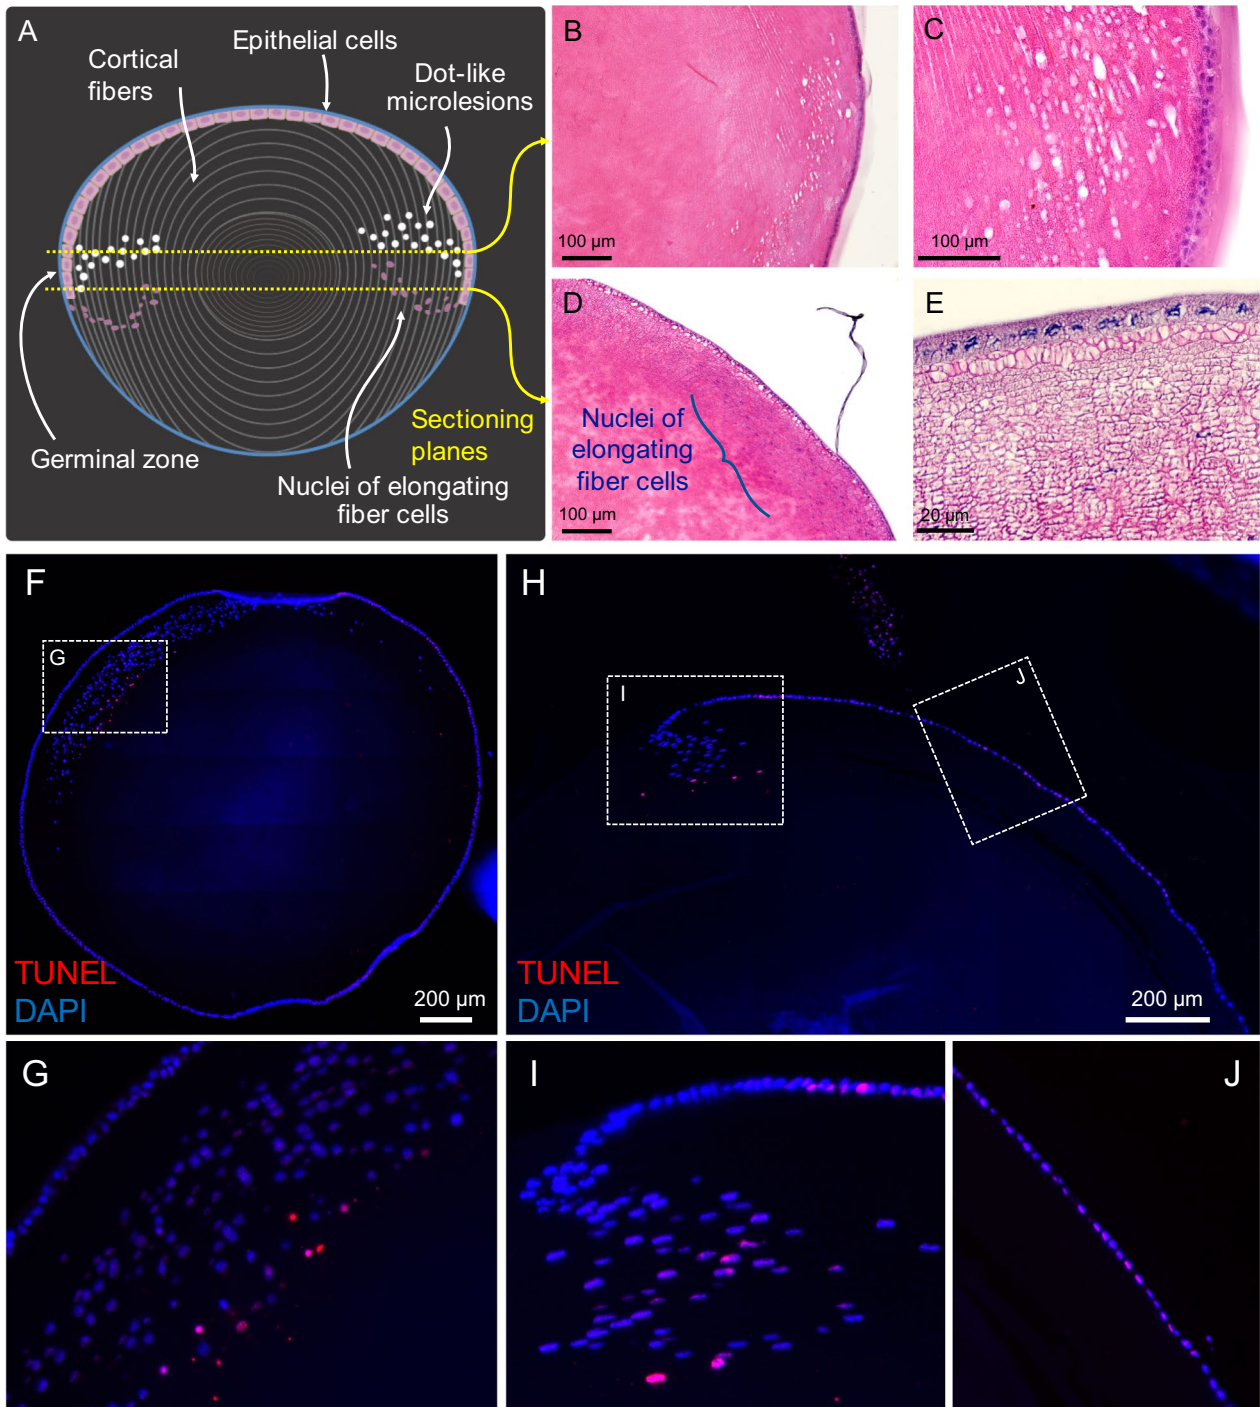 A
Epithelial cells
Cortical
fibers
Dot-like
microlesions
Germinal zone
Sectioning
planes
Nuclei of elongating
fiber cells
B
100 µm
C
100 µm
D
Nuclei of
elongating
fiber cells
100 µm
E
20 µm
F
G
TUNEL
DAPI
200 µm
H
I
J
TUNEL
DAPI
200 µm
G
I
J